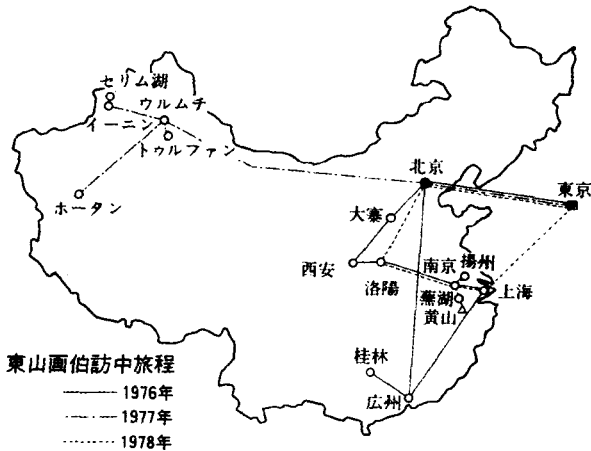 セリム湖
ウルムチ
イーニン
トゥルファン
ホータン
北京
東京
大寨
西安
洛陽
南京
揚州
上海
蕪湖
黄山
桂林
広州
東山画伯訪中旅程
1976年
1977年
1978年